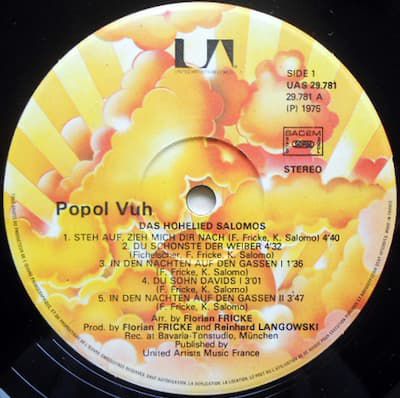 UA
SIDE 1
UAS 29.781
29.781 A
(P) 1975
SACEM
STEREO
Popol Vuh
DAS HOHELIED SALOMOS
1. STEH AUF, ZIEH MICH DIR NACH (F. Fricke, K. Salomo) 4'40
2. DU SCHONSTE DER WEIBER 4'32
(Fichelscher, F. Fricke, K. Salomo)
3. IN DEN NACHTEN AUF DEN GASSEN I 1'35
(F. Fricke, K. Salomo)
4. DU SOHN DAVIDS I 3'01
(F. Fricke, K. Salomo)
5. IN DEN NACHTEN AUF DEN GASSEN II 3'47
(F. Fricke, K. Salomo)
Arr. by Florian FRICKE
Prod. by Florian FRICKE and Reinhard LANGOWSKI
Rec. at Bavaria-Tonstudio, München
Published by
United Artists Music France